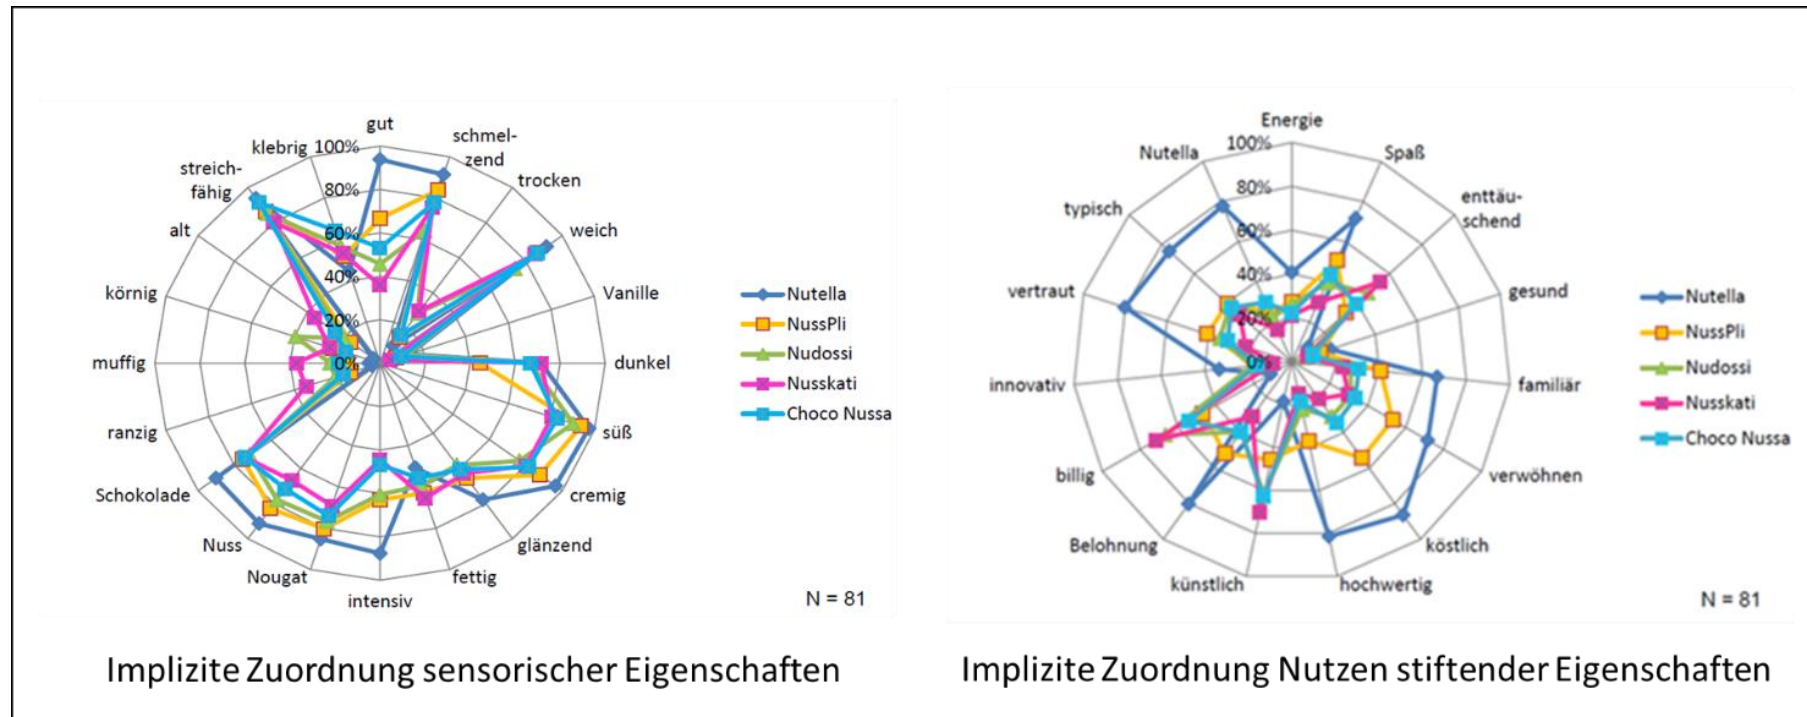 gut
schmel-
zend
trocken
weich
Vanille
dunkel
süß
cremig
glänzend
fettig
intensiv
Nougat
Nuss
Schokolade
ranzig
muffig
körnig
alt
streich-
fähig
klebrig
100%
80%
60%
40%
20%
0%
Nutella
NussPli
Nudossi
Nusskati
Choco Nussa
N = 81
Implizite Zuordnung sensorischer Eigenschaften
Energie
Spaß
enttäu-
schend
gesund
familiär
verwöhnen
köstlich
hochwertig
künstlich
Belohnung
billig
innovativ
vertraut
typisch
Nutella
100%
80%
60%
40%
20%
0%
Nutella
NussPli
Nudossi
Nusskati
Choco Nussa
N = 81
Implizite Zuordnung Nutzen stiftender Eigenschaften